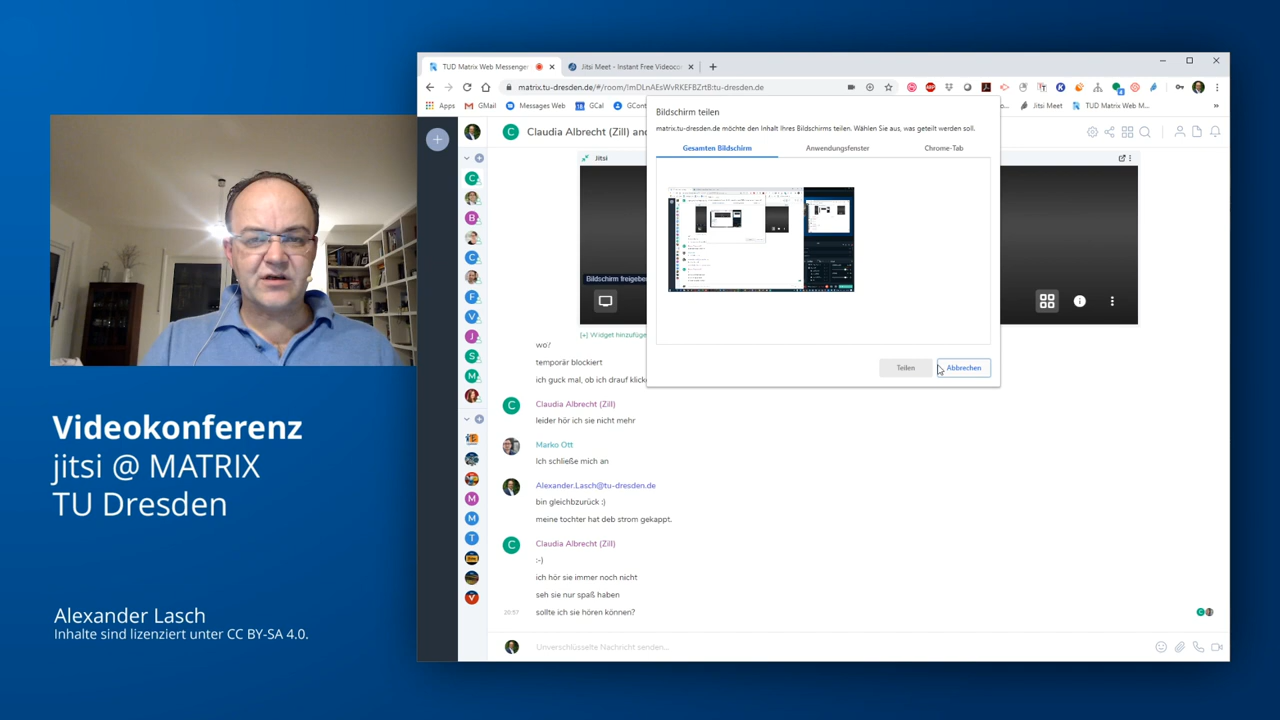 TUD Matrix Web Messenger
Jitsi Meet - Instant Free Videoco
matrix.tu-dresden.de/#/room/!mDLnAEsWvRKEFBZrtB:tu-dresden.de
Apps
GMail
Messages Web
GCal
GCont
Jitsi Meet
TUD Matrix Web M...
Bildschirm teilen
matrix.tu-dresden.de möchte den Inhalt Ihres Bildschirms teilen. Wählen Sie aus, was geteilt werden soll.
Gesamten Bildschirm
Anwendungsfenster
Chrome-Tab
Teilen
Abbrechen
Claudia Albrecht (Zill) and
Jitsi
Bildschirm freigebe
[+] Widget hinzufüge
wo?
temporär blockiert
ich guck mal, ob ich drauf klick
Claudia Albrecht (Zill)
leider hör ich sie nicht mehr
Marko Ott
Ich schließe mich an
Alexander.Lasch@tu-dresden.de
bin gleichbzurück ;)
meine tochter hat deb strom gekappt.
Claudia Albrecht (Zill)
:-)
ich hör sie immer noch nicht
seh sie nur spaß haben
20:57
sollte ich sie hören können?
Unverschlüsselte Nachricht senden...
Videokonferenz
jitsi @ MATRIX
TU Dresden
Alexander Lasch
Inhalte sind lizenziert unter CC BY-SA 4.0.